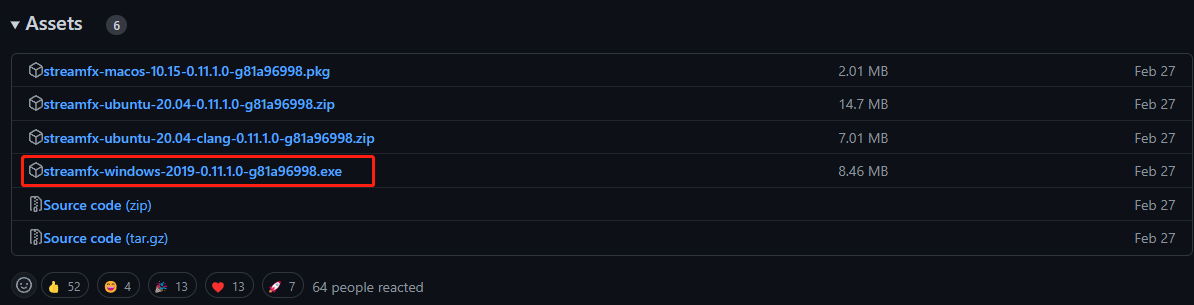 Assets 6
streamfx-macos-10.15-0.11.1.0-g81a96998.pkg 2.01 MB Feb 27
streamfx-ubuntu-20.04-0.11.1.0-g81a96998.zip 14.7 MB Feb 27
streamfx-ubuntu-20.04-clang-0.11.1.0-g81a96998.zip 7.01 MB Feb 27
streamfx-windows-2019-0.11.1.0-g81a96998.exe 8.46 MB Feb 27
Source code (zip) Feb 27
Source code (tar.gz) Feb 27
52 4 13 13 7 64 people reacted